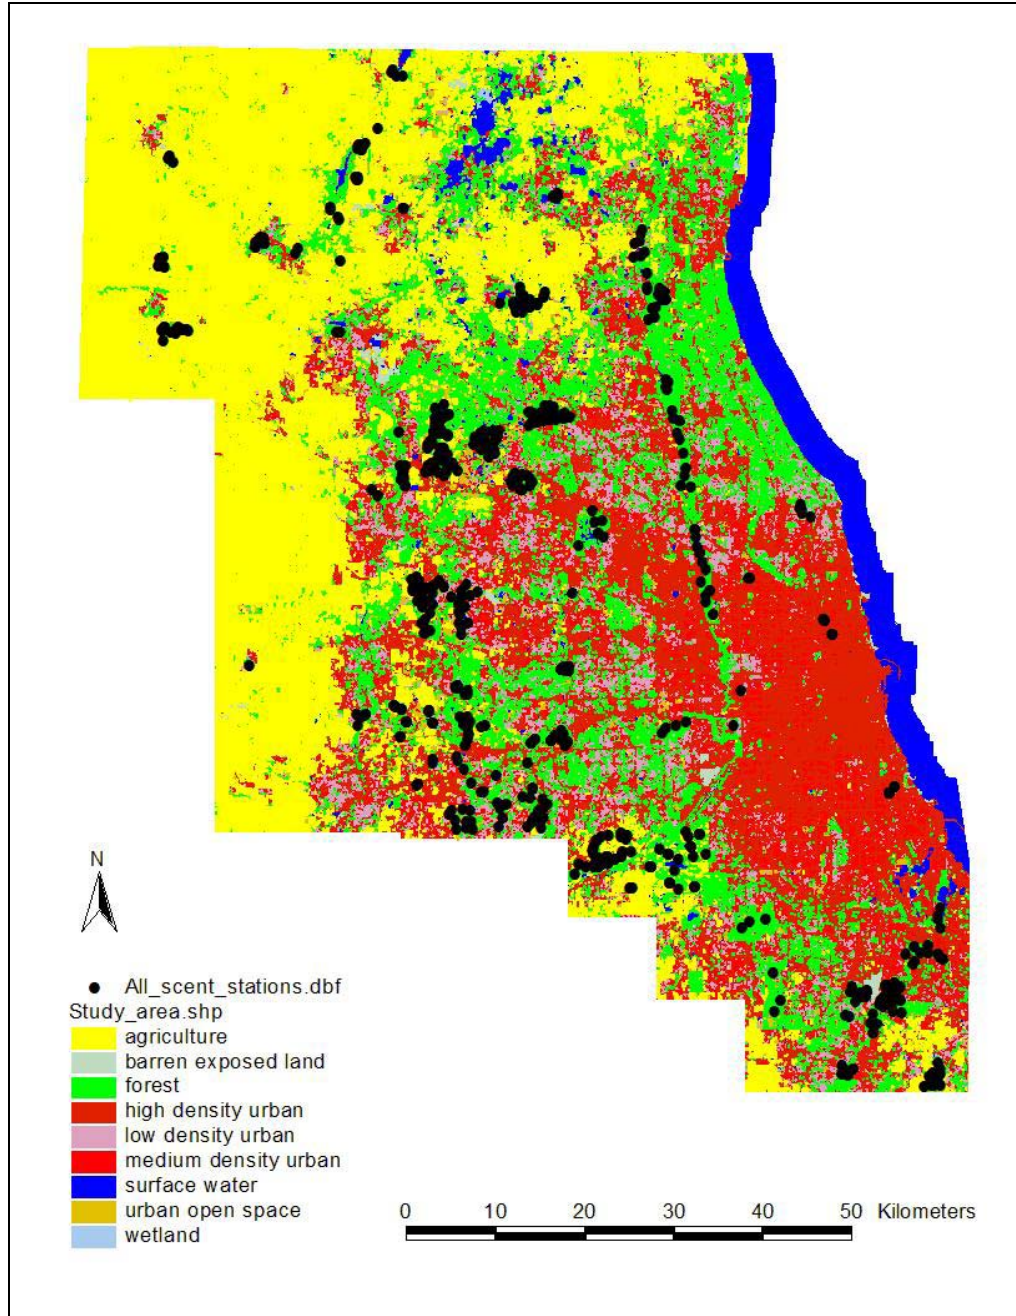 N
All_scent_stations.dbf
Study_area.shp
agriculture
barren exposed land
forest
high density urban
low density urban
medium density urban
surface water
urban open space
wetland
0 10 20 30 40 50 Kilometers